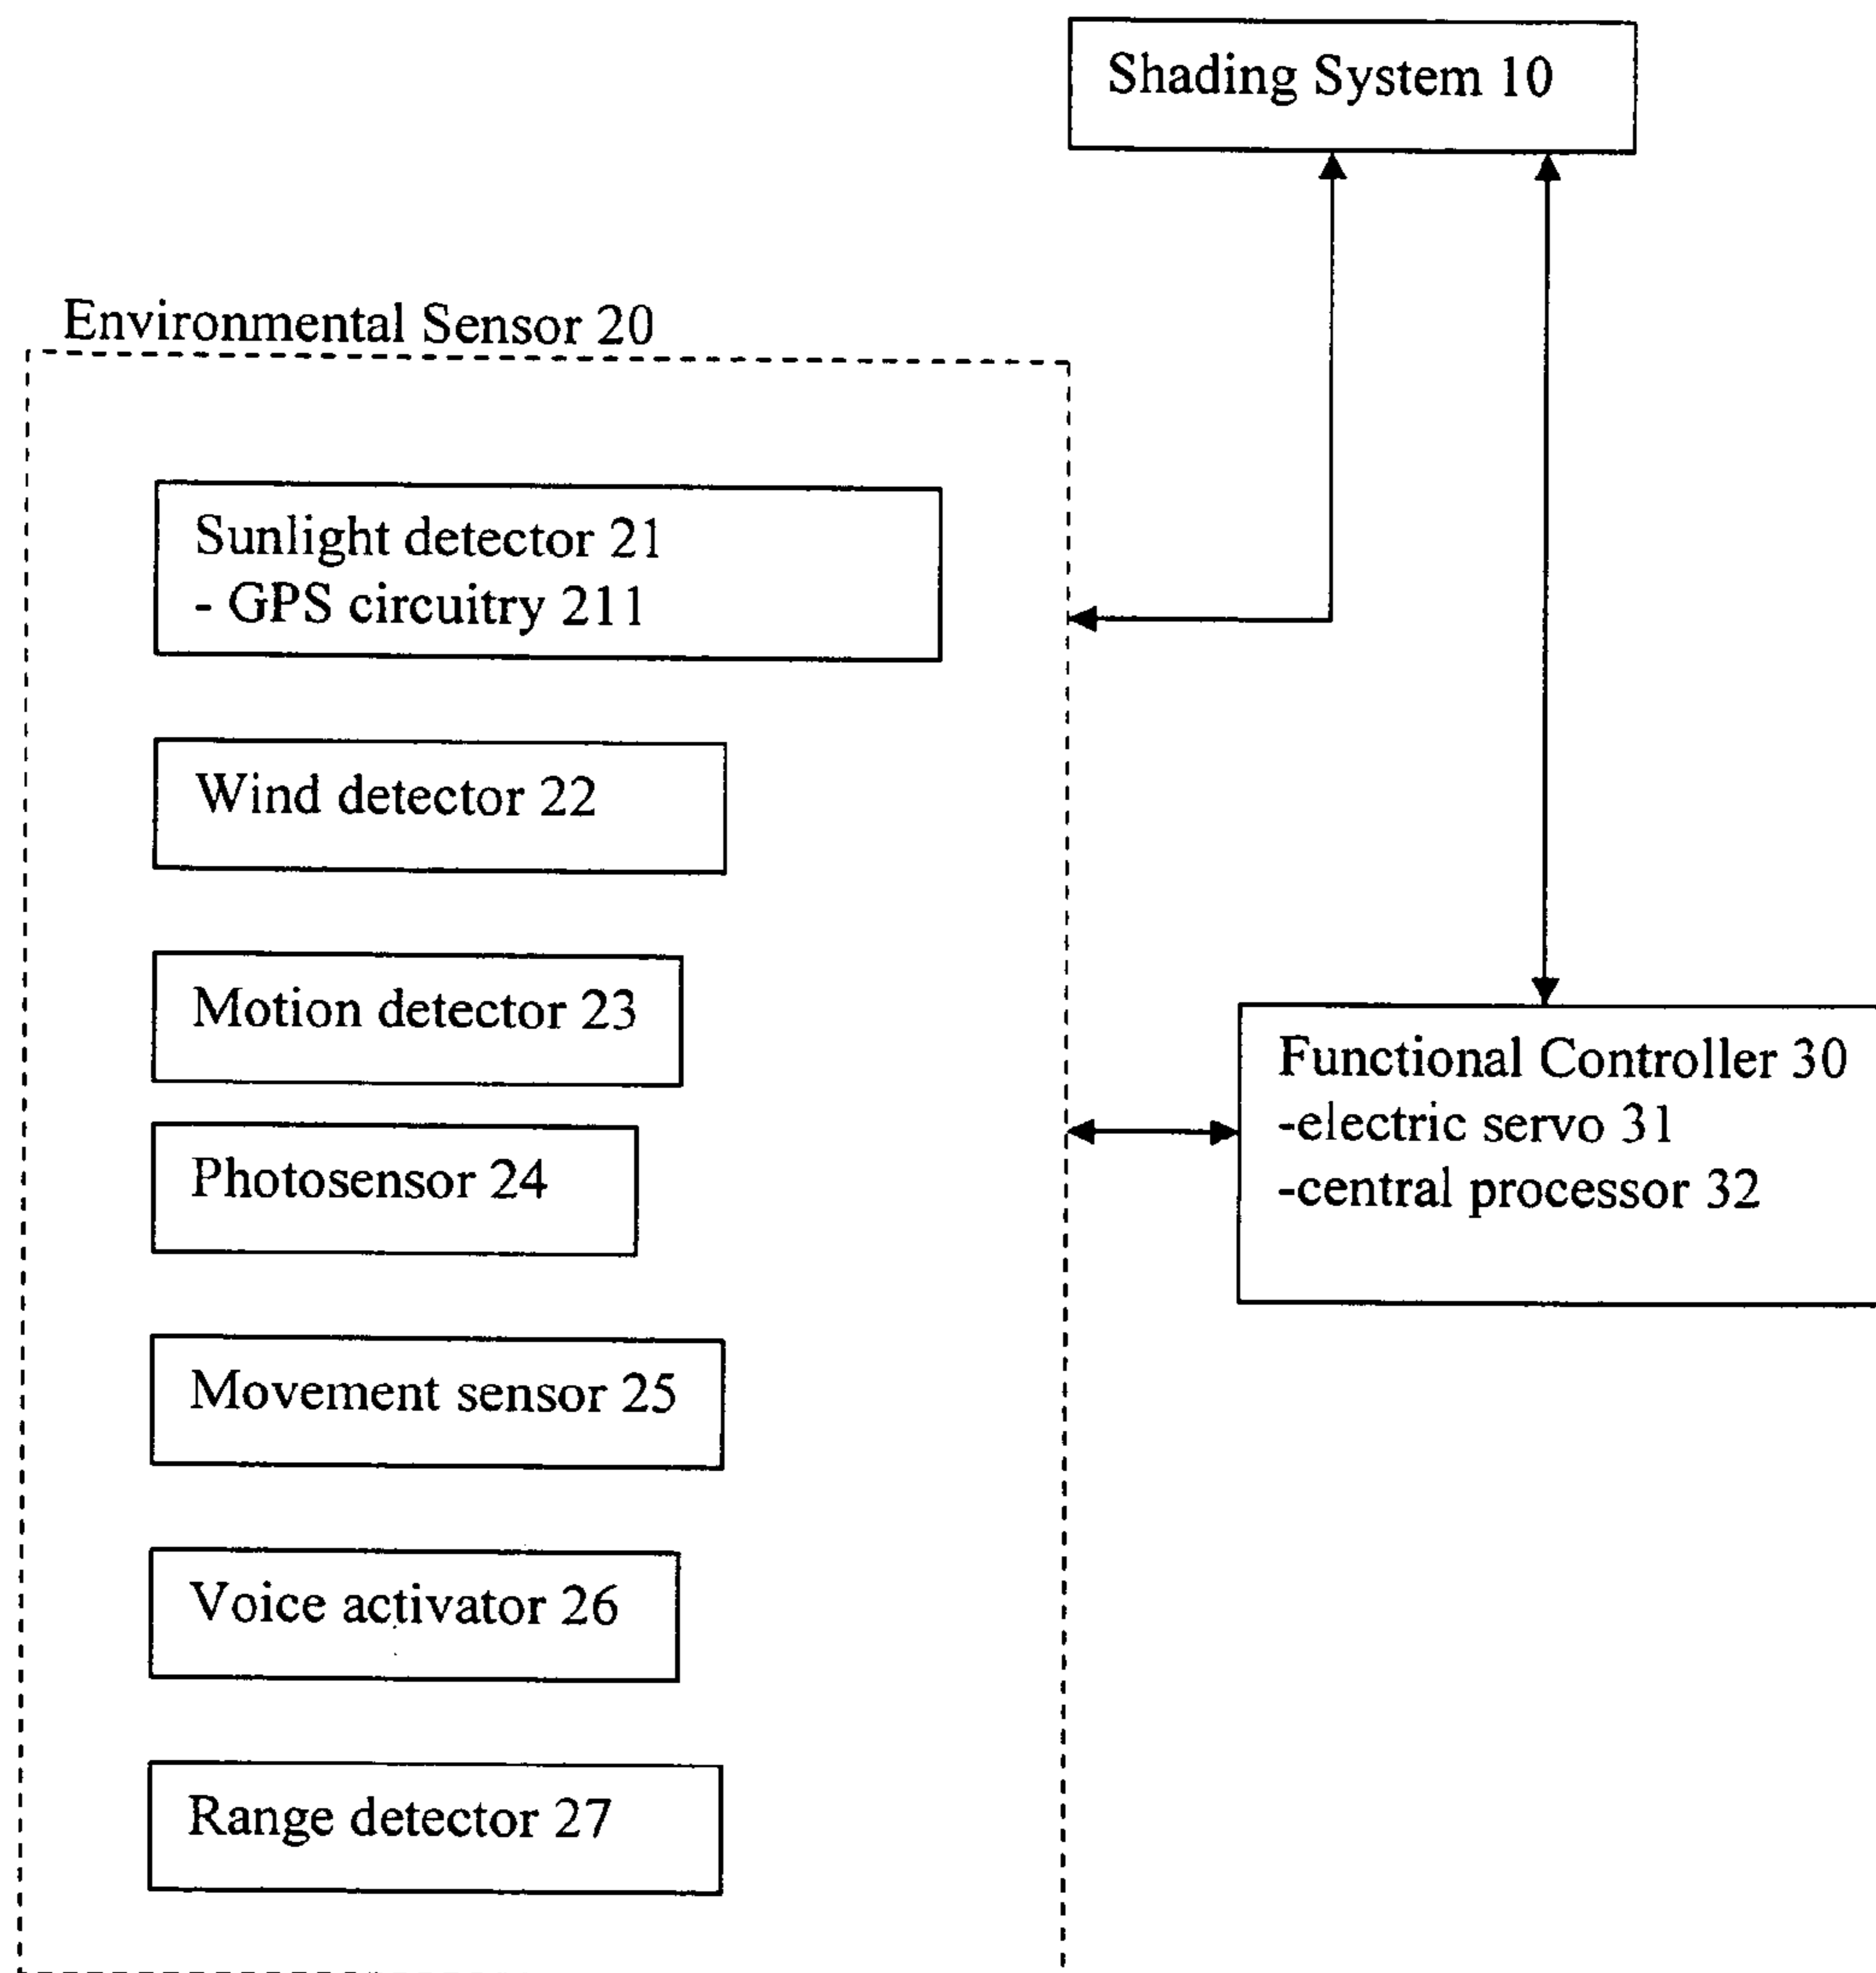 Shading System 10
Environmental Sensor 20
Sunlight detector 21
- GPS circuitry 211
Wind detector 22
Motion detector 23
Photosensor 24
Movement sensor 25
Voice activator 26
Range detector 27
Functional Controller 30
-electric servo 31
-central processor 32